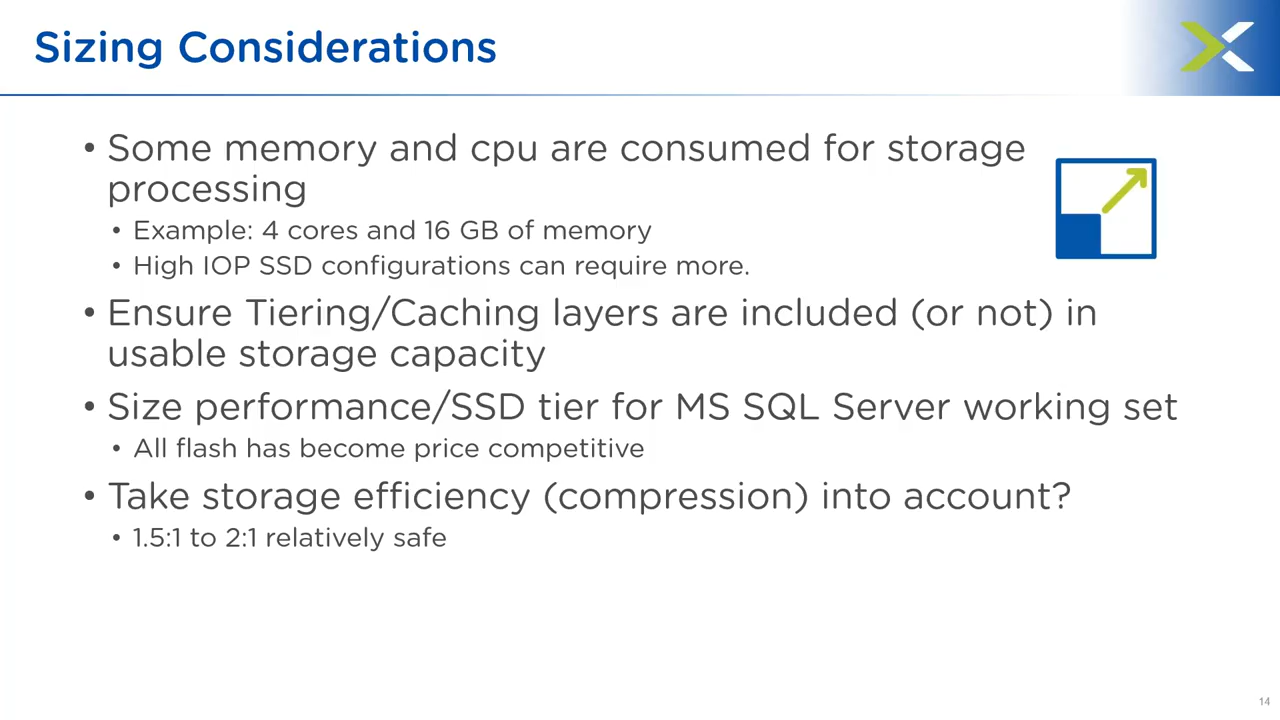 Sizing Considerations
• Some memory and cpu are consumed for storage
processing
• Example: 4 cores and 16 GB of memory
• High IOP SSD configurations can require more.
• Ensure Tiering/Caching layers are included (or not) in
usable storage capacity
• Size performance/SSD tier for MS SQL Server working set
• All flash has become price competitive
• Take storage efficiency (compression) into account?
• 1.5:1 to 2:1 relatively safe
14